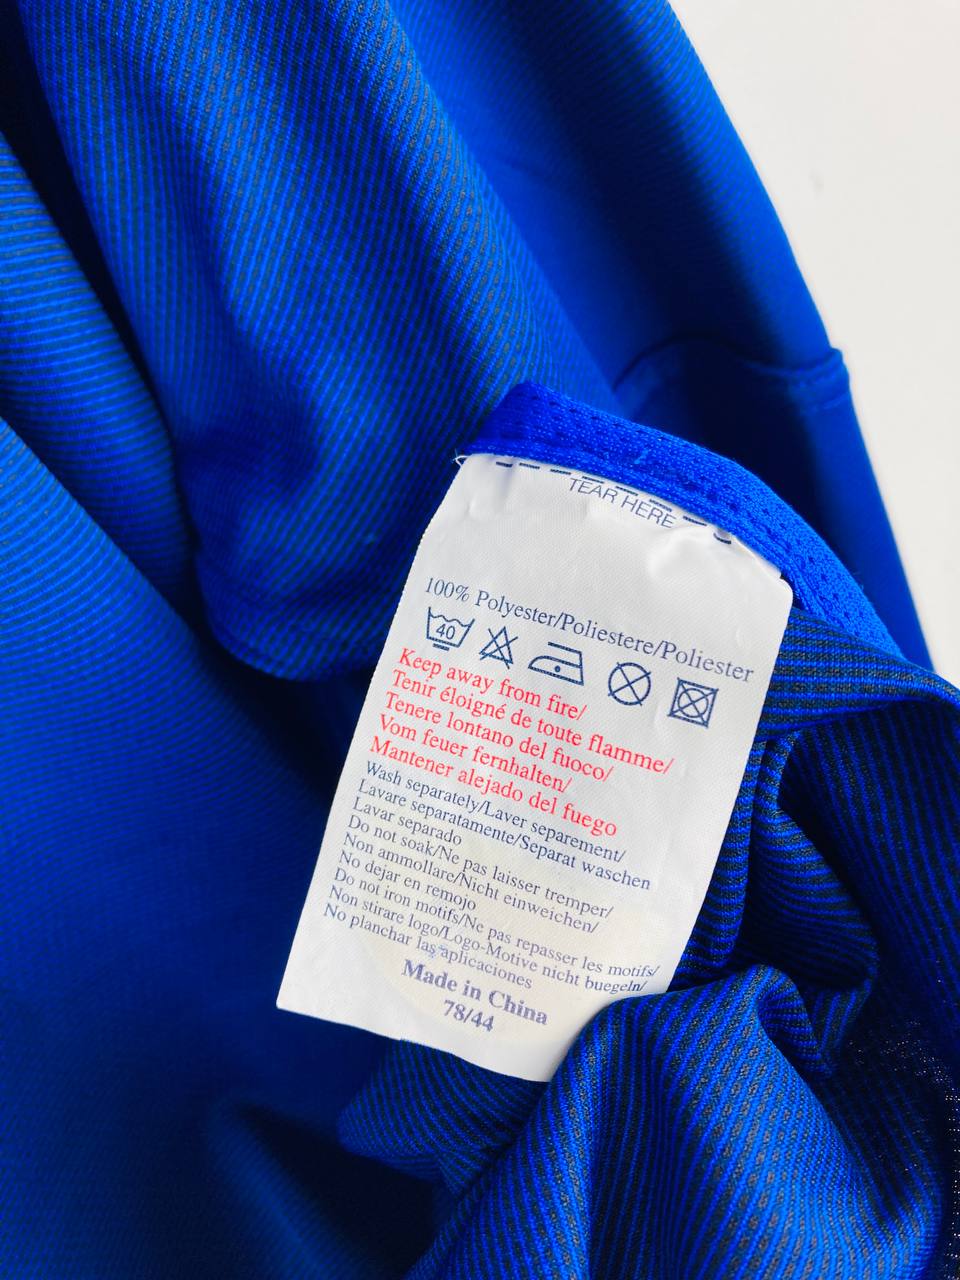 TEAR HERE
100% Polyester/Poliestere/Poliester
40
Keep away from fire/
Tenir éloigné de toute flamme/
Tenere lontano del fuoco/
Vom feuer fernhalten/
Mantener alejado del fuego
Wash separately/Laver separement/
Lavare separatamente/Separat waschen
Lavar separado
Do not soak/Ne pas laisser tremper/
Non ammollare/Nicht einweichen/
No dejar en remojo
Do not iron motifs/Ne pas repasser les motifs/
Non stirare logo/Logo-Motive nicht buegeln/
No planchar las aplicaciones
Made in China
78/44